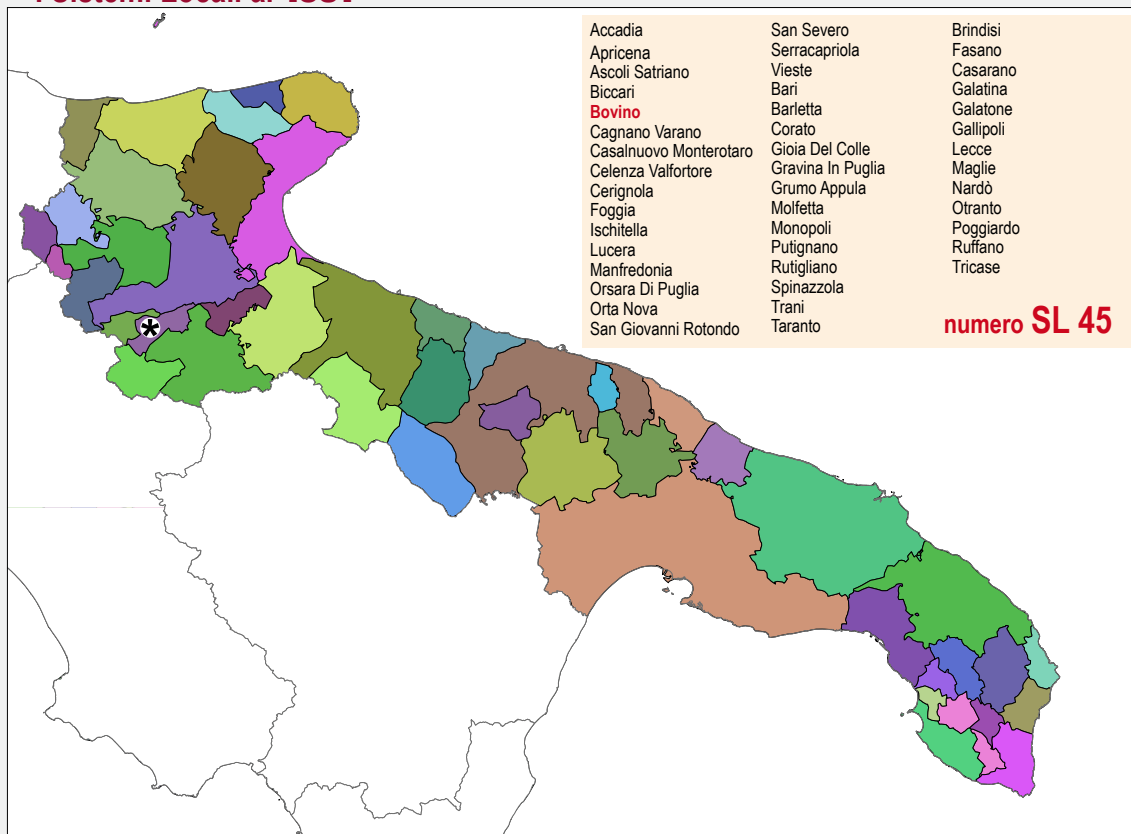 I Sistemi Locali al
Accadia
Apricena
Ascoli Satriano
Biccari
Bovino
Cagnano Varano
Casalnuovo Monterotaro
Celenza Valfortore
Cerignola
Foggia
Ischitella
Lucera
Manfredonia
Orsara Di Puglia
Orta Nova
San Giovanni Rotondo
San Severo
Serracapriola
Vieste
Bari
Barletta
Corato
Gioia Del Colle
Gravina In Puglia
Grumo Appula
Molfetta
Monopoli
Putignano
Rutigliano
Spinazzola
Trani
Taranto
Brindisi
Fasano
Casarano
Galatina
Galatone
Gallipoli
Lecce
Maglie
Nardò
Otranto
Poggiardo
Ruffano
Tricase
numero SL 45
*